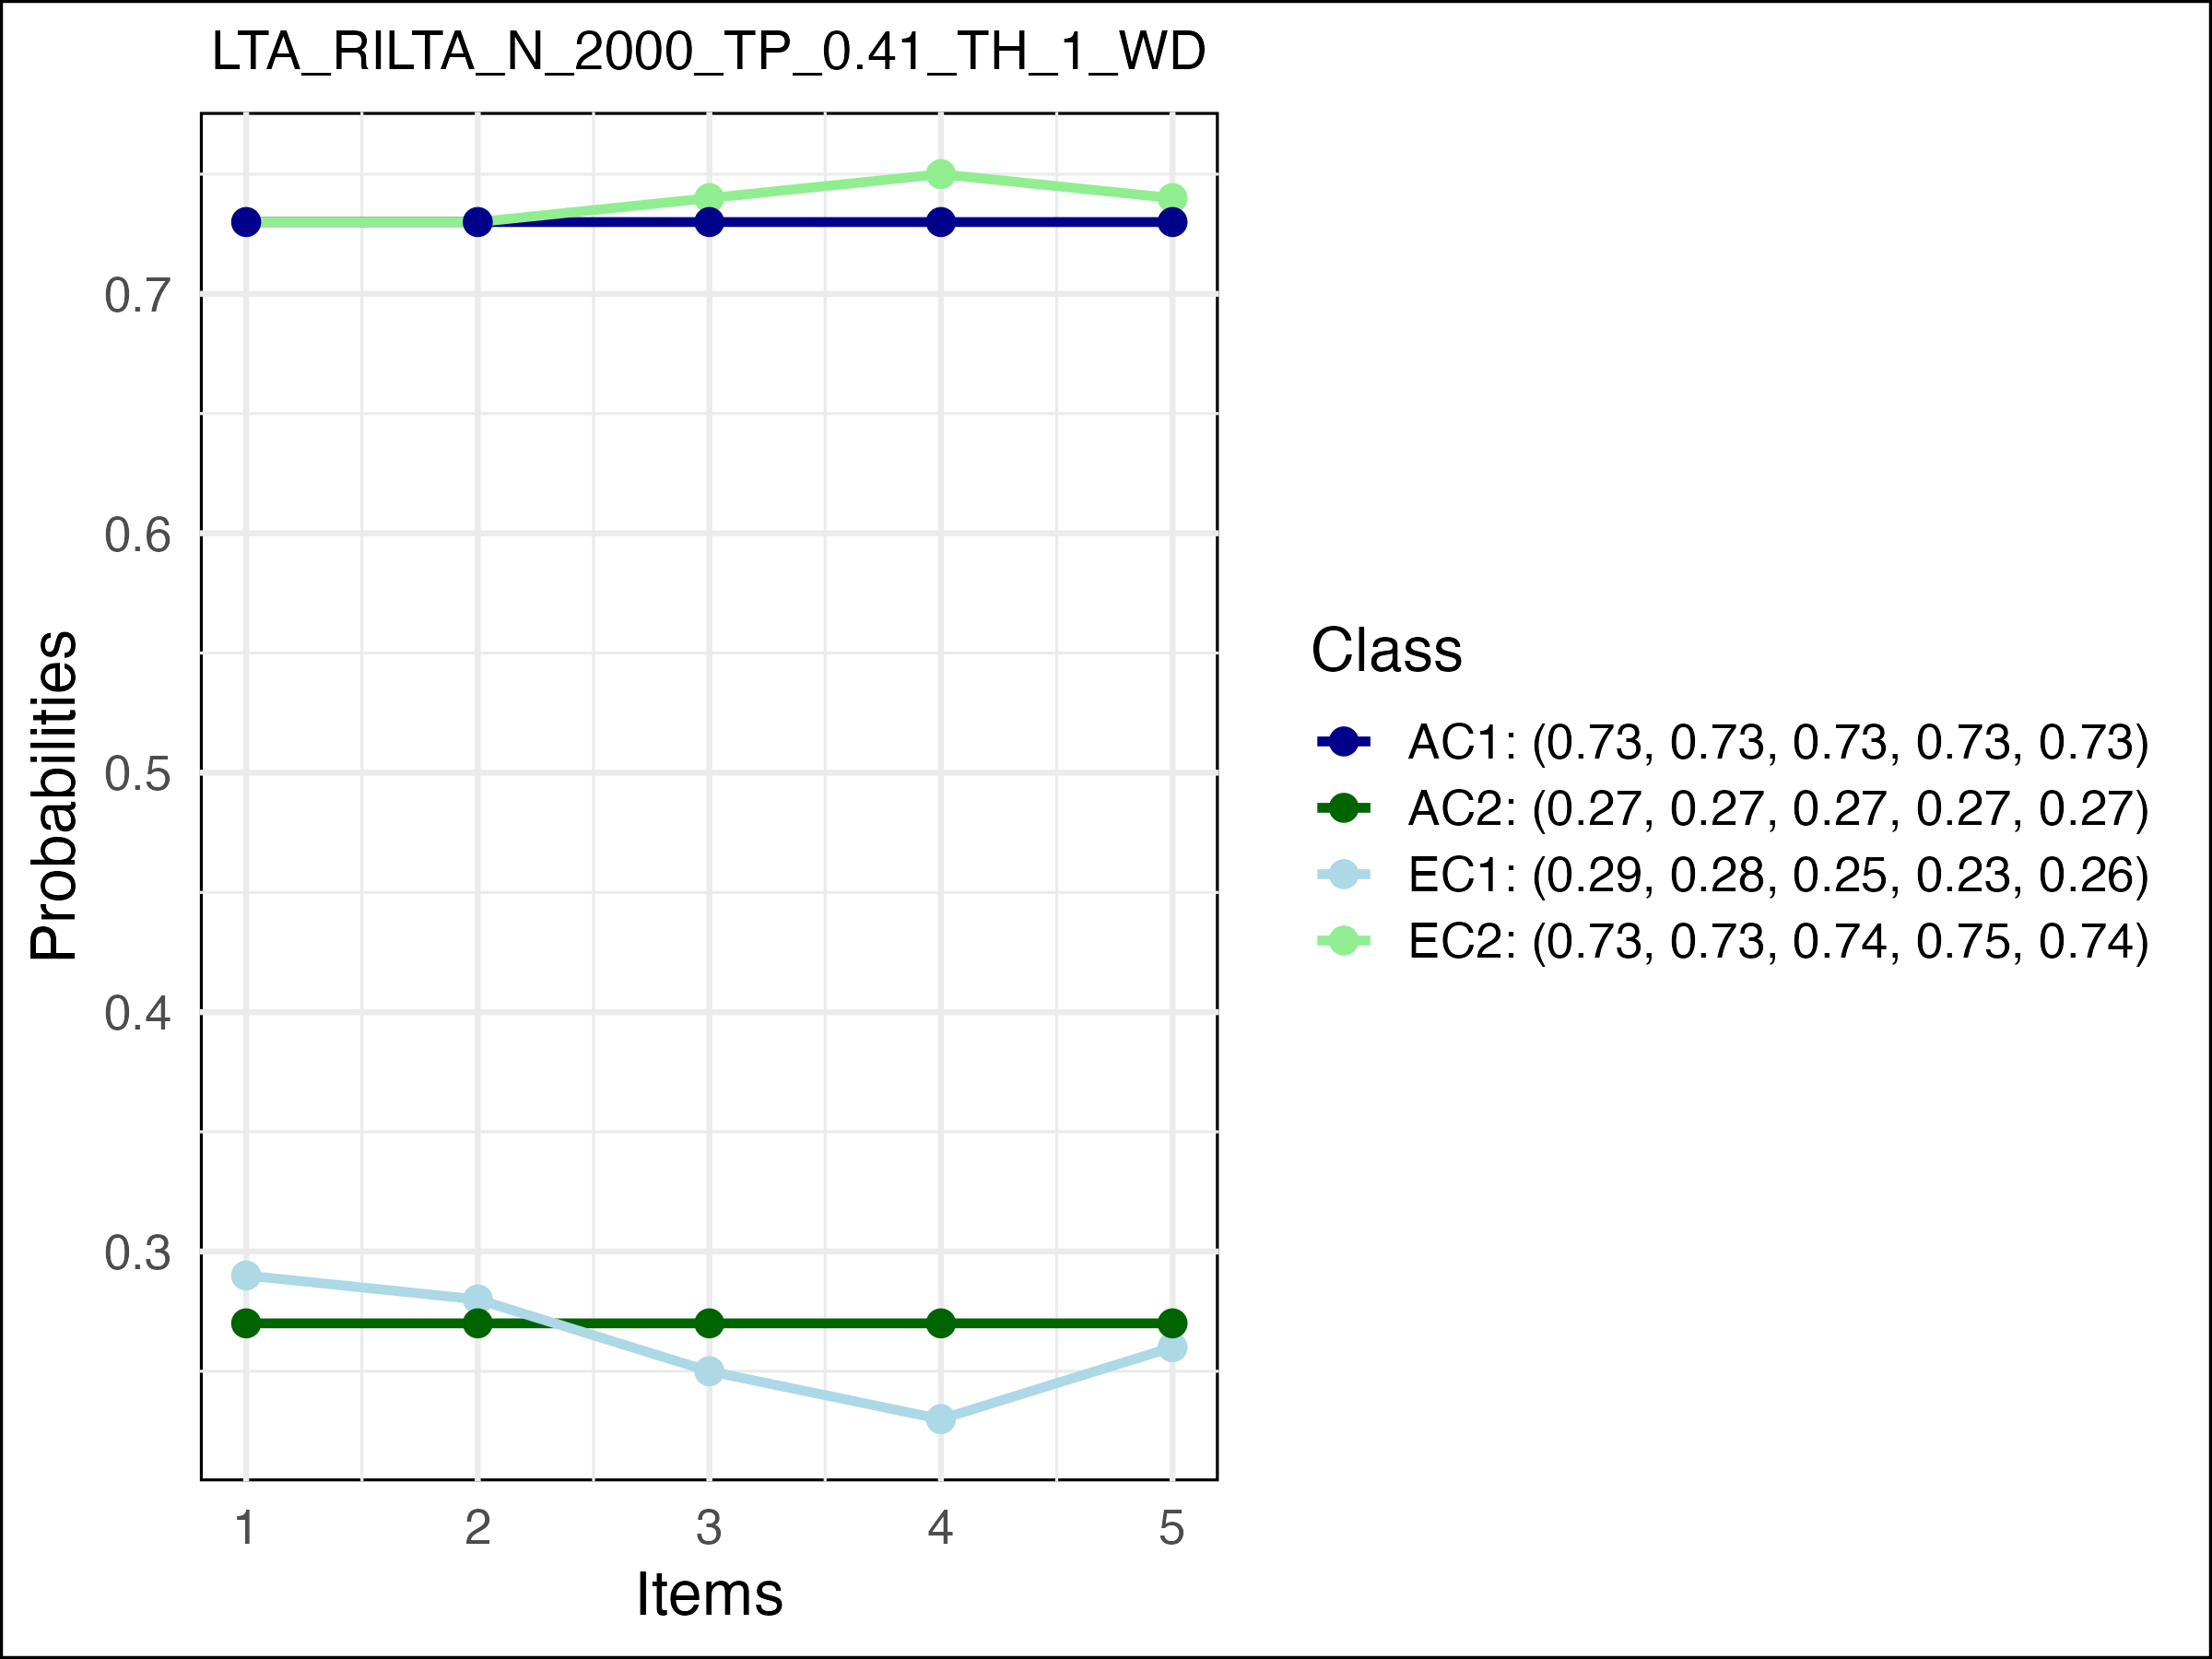 LTA_RILTA_N_2000_TP_0.41_TH_1_WD
0.7
0.6
0.5
0.4
0.3
Probabilities
1 2 3 4 5
Items
Class
AC1: (0.73, 0.73, 0.73, 0.73, 0.73)
AC2: (0.27, 0.27, 0.27, 0.27, 0.27)
EC1: (0.29, 0.28, 0.25, 0.23, 0.26)
EC2: (0.73, 0.73, 0.74, 0.75, 0.74)